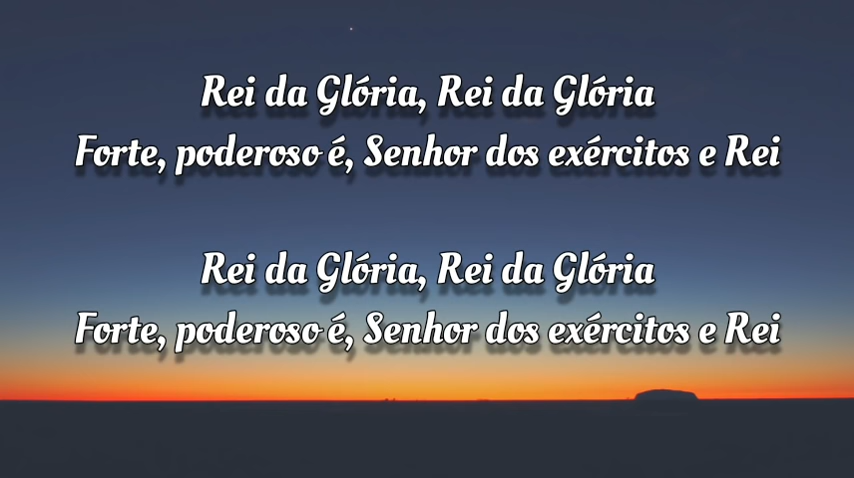 Rei da Glória, Rei da Glória
Forte, poderoso é, Senhor dos exércitos e Rei
Rei da Glória, Rei da Glória
Forte, poderoso é, Senhor dos exércitos e Rei